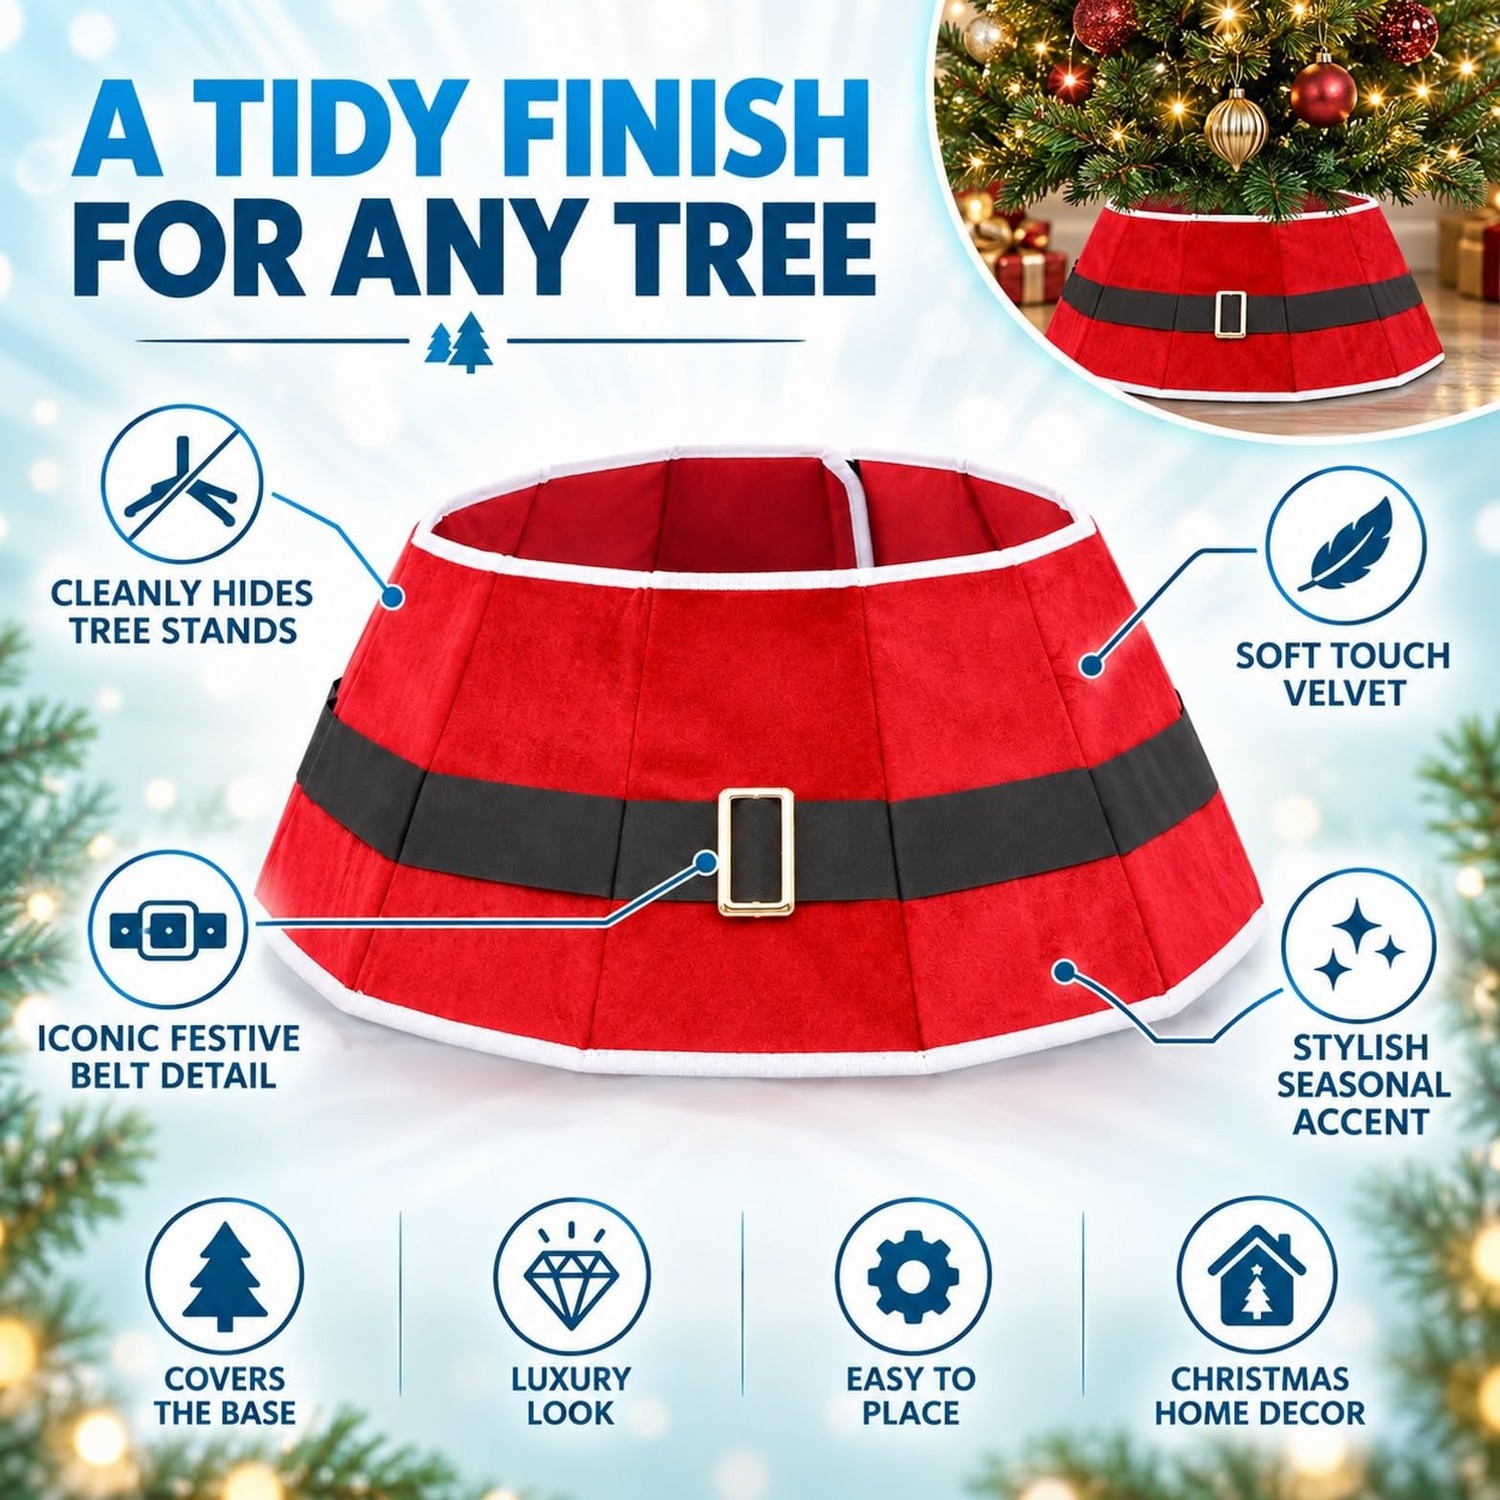 A TIDY FINISH
FOR ANY TREE
CLEANLY HIDES
TREE STANDS
SOFT TOUCH
VELVET
ICONIC FESTIVE
BELT DETAIL
STYLISH
SEASONAL
ACCENT
COVERS
THE BASE
LUXURY
LOOK
EASY TO
PLACE
CHRISTMAS
HOME DECOR